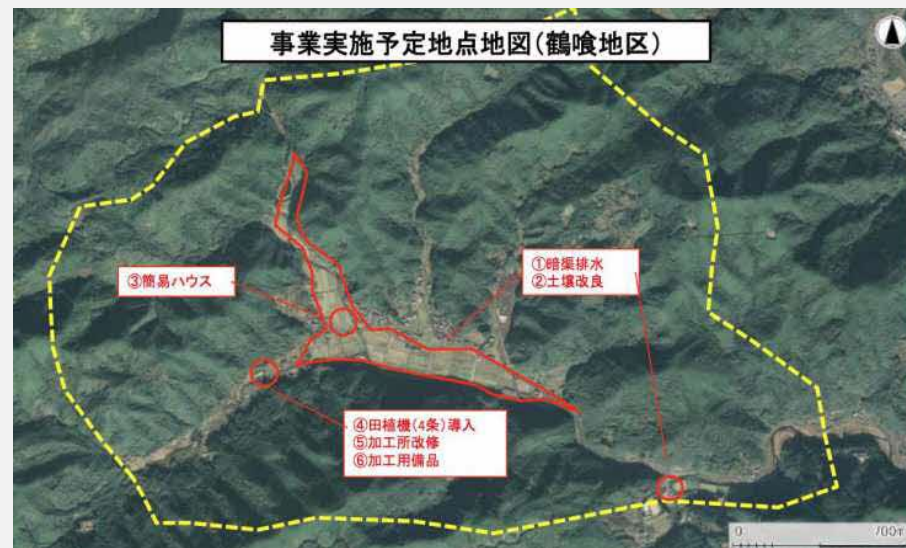 事業実施予定地点地図(鶴喰地区)
①暗渠排水
②土壌改良
③簡易ハウス
④田植機(4条)導入
⑤加工所改修
⑥加工用備品
0 700m